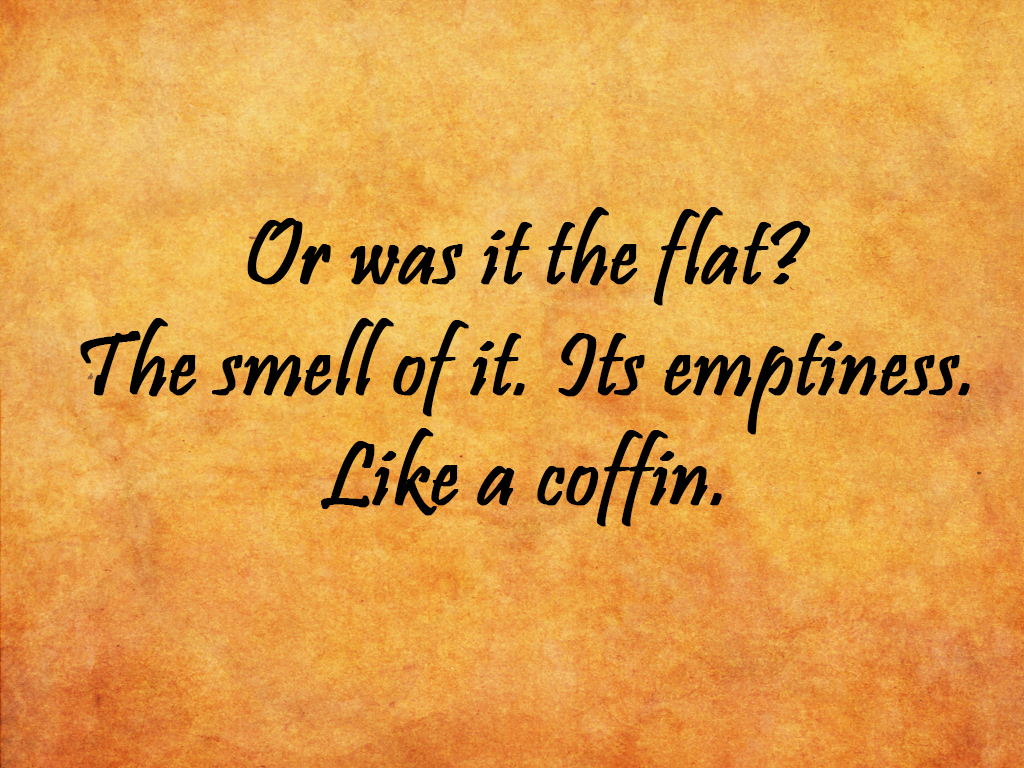 Or was it the flat?
The smell of it. Its emptiness.
Like a coffin.